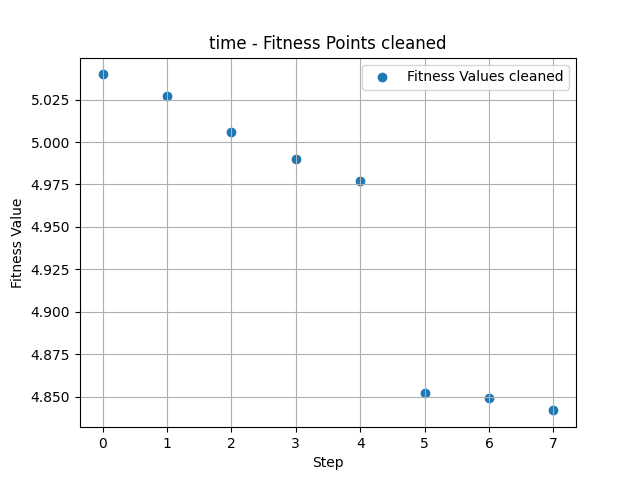 time - Fitness Points cleaned
Fitness Values cleaned
5.025
5.000
4.975
4.950
4.925
4.900
4.875
4.850
Fitness Value
0 1 2 3 4 5 6 7
Step